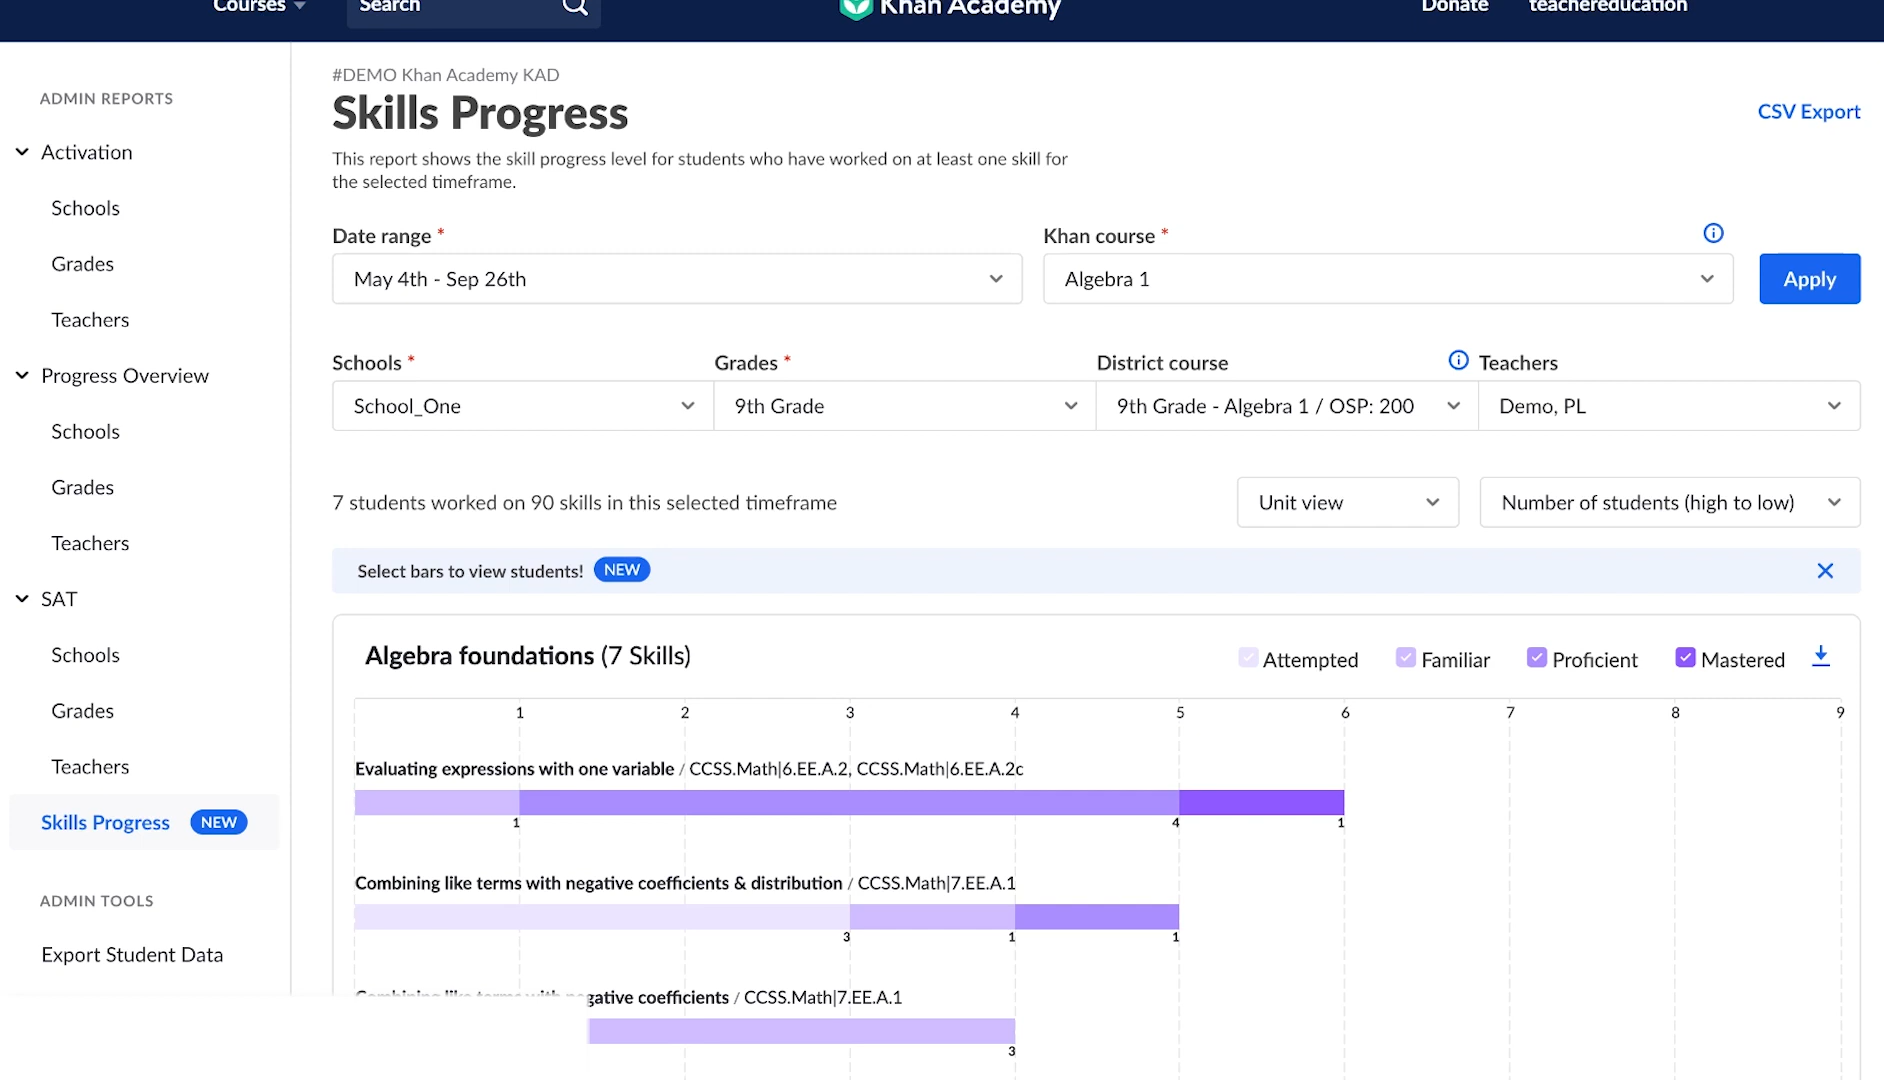 Courses
Search
Khan Academy
Donate
teachereducation
ADMIN REPORTS
Activation
Schools
Grades
Teachers
Progress Overview
Schools
Grades
Teachers
SAT
Schools
Grades
Teachers
Skills Progress NEW
ADMIN TOOLS
Export Student Data
#DEMO Khan Academy KAD
Skills Progress
CSV Export
This report shows the skill progress level for students who have worked on at least one skill for
the selected timeframe.
Date range *
May 4th - Sep 26th
Khan course *
Algebra 1
Apply
Schools *
School_One
Grades *
9th Grade
District course
9th Grade - Algebra 1 / OSP: 200
Teachers
Demo, PL
7 students worked on 90 skills in this selected timeframe
Unit view
Number of students (high to low)
Select bars to view students! NEW
Algebra foundations (7 Skills)
Attempted Familiar Proficient Mastered
1 2 3 4 5 6 7 8 9
Evaluating expressions with one variable / CCSS.Math|6.EE.A.2, CCSS.Math|6.EE.A.2c
1 4 1
Combining like terms with negative coefficients & distribution / CCSS.Math|7.EE.A.1
3 1 1
Combining like terms with negative coefficients / CCSS.Math|7.EE.A.1
3